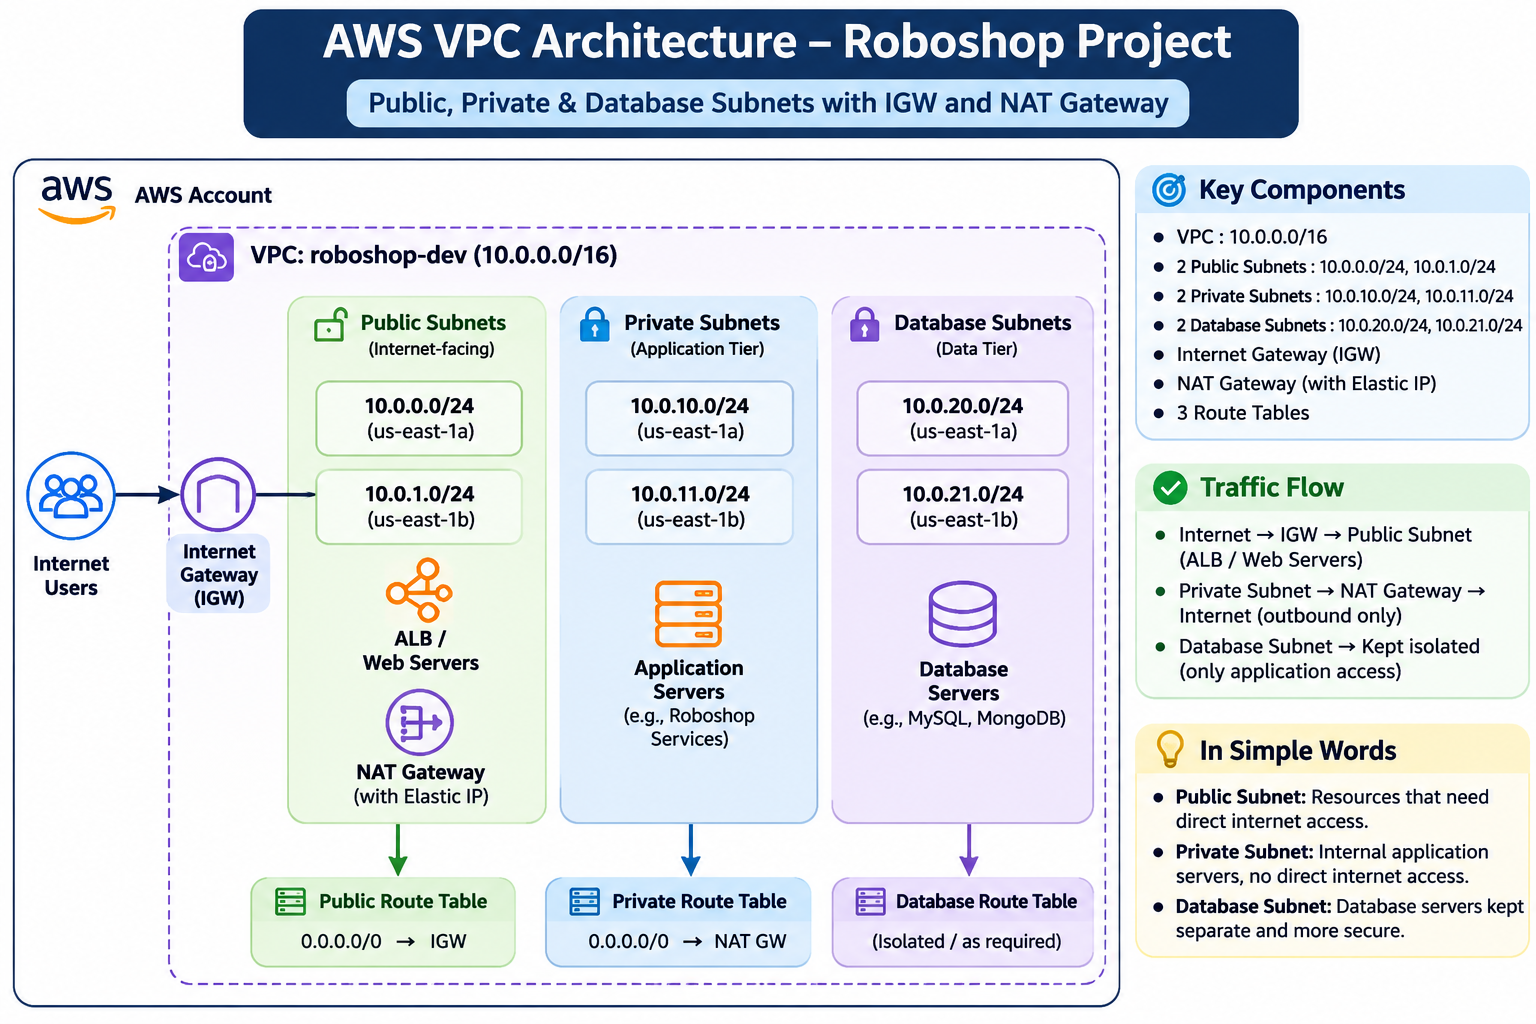 AWS VPC Architecture – Roboshop Project
Public, Private & Database Subnets with IGW and NAT Gateway
aws
AWS Account
VPC: roboshop-dev (10.0.0.0/16)
Internet
Users
Internet
Gateway
(IGW)
Public Subnets
(Internet-facing)
10.0.0.0/24
(us-east-1a)
10.0.1.0/24
(us-east-1b)
ALB /
Web Servers
NAT Gateway
(with Elastic IP)
Private Subnets
(Application Tier)
10.0.10.0/24
(us-east-1a)
10.0.11.0/24
(us-east-1b)
Application
Servers
(e.g., Roboshop
Services)
Database Subnets
(Data Tier)
10.0.20.0/24
(us-east-1a)
10.0.21.0/24
(us-east-1b)
Database
Servers
(e.g., MySQL, MongoDB)
Public Route Table
0.0.0.0/0 → IGW
Private Route Table
0.0.0.0/0 → NAT GW
Database Route Table
(Isolated / as required)
Key Components
• VPC : 10.0.0.0/16
• 2 Public Subnets : 10.0.0.0/24, 10.0.1.0/24
• 2 Private Subnets : 10.0.10.0/24, 10.0.11.0/24
• 2 Database Subnets : 10.0.20.0/24, 10.0.21.0/24
• Internet Gateway (IGW)
• NAT Gateway (with Elastic IP)
• 3 Route Tables
Traffic Flow
• Internet → IGW → Public Subnet
(ALB / Web Servers)
• Private Subnet → NAT Gateway →
Internet (outbound only)
• Database Subnet → Kept isolated
(only application access)
In Simple Words
• Public Subnet: Resources that need
direct internet access.
• Private Subnet: Internal application
servers, no direct internet access.
• Database Subnet: Database servers kept
separate and more secure.